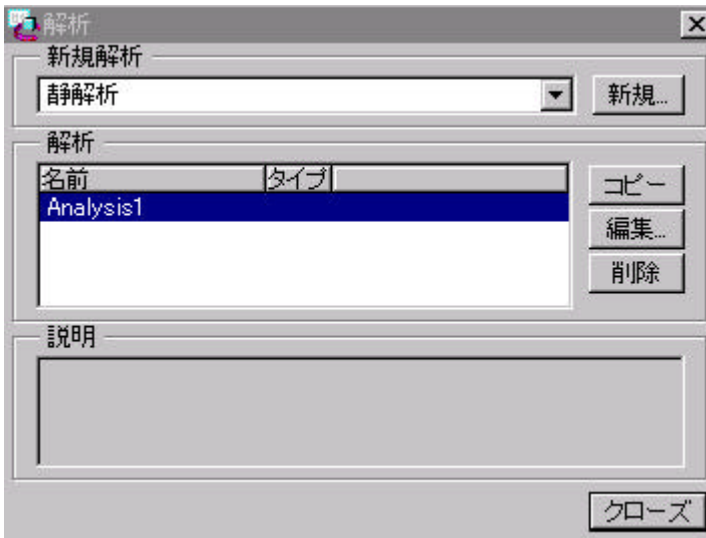 解析
新規解析
静解析
新規...
解析
名前 タイプ
Analysis1
コピー
編集...
削除
説明
クローズ